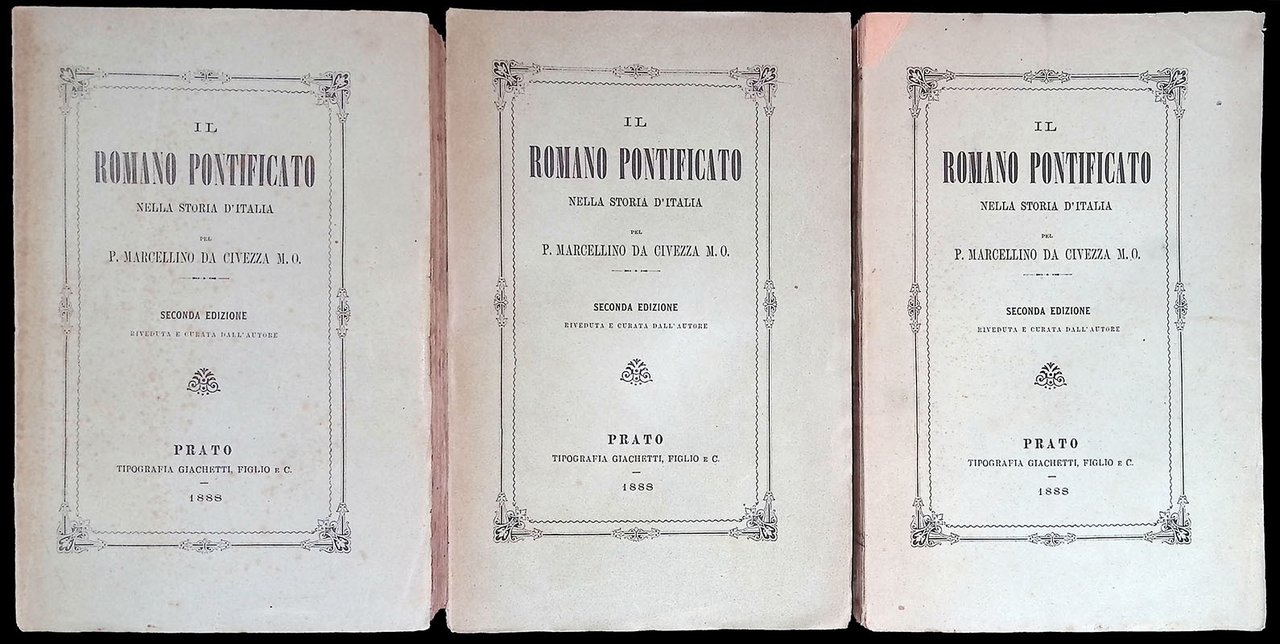 IL
ROMANO PONTIFICATO
NELLA STORIA D'ITALIA
PEL
P. MARCELLINO DA CIVEZZA M. O.
SECONDA EDIZIONE
RIVEDUTA E CURATA DALL'AUTORE
PRATO
TIPOGRAFIA GIACHETTI, FIGLIO E C.
1888
IL
ROMANO PONTIFICATO
NELLA STORIA D'ITALIA
PEL
P. MARCELLINO DA CIVEZZA M. O.
SECONDA EDIZIONE
RIVEDUTA E CURATA DALL'AUTORE
PRATO
TIPOGRAFIA GIACHETTI, FIGLIO E C.
1888
IL
ROMANO PONTIFICATO
NELLA STORIA D'ITALIA
PEL
P. MARCELLINO DA CIVEZZA M. O.
SECONDA EDIZIONE
RIVEDUTA E CURATA DALL'AUTORE
PRATO
TIPOGRAFIA GIACHETTI, FIGLIO E C.
1888